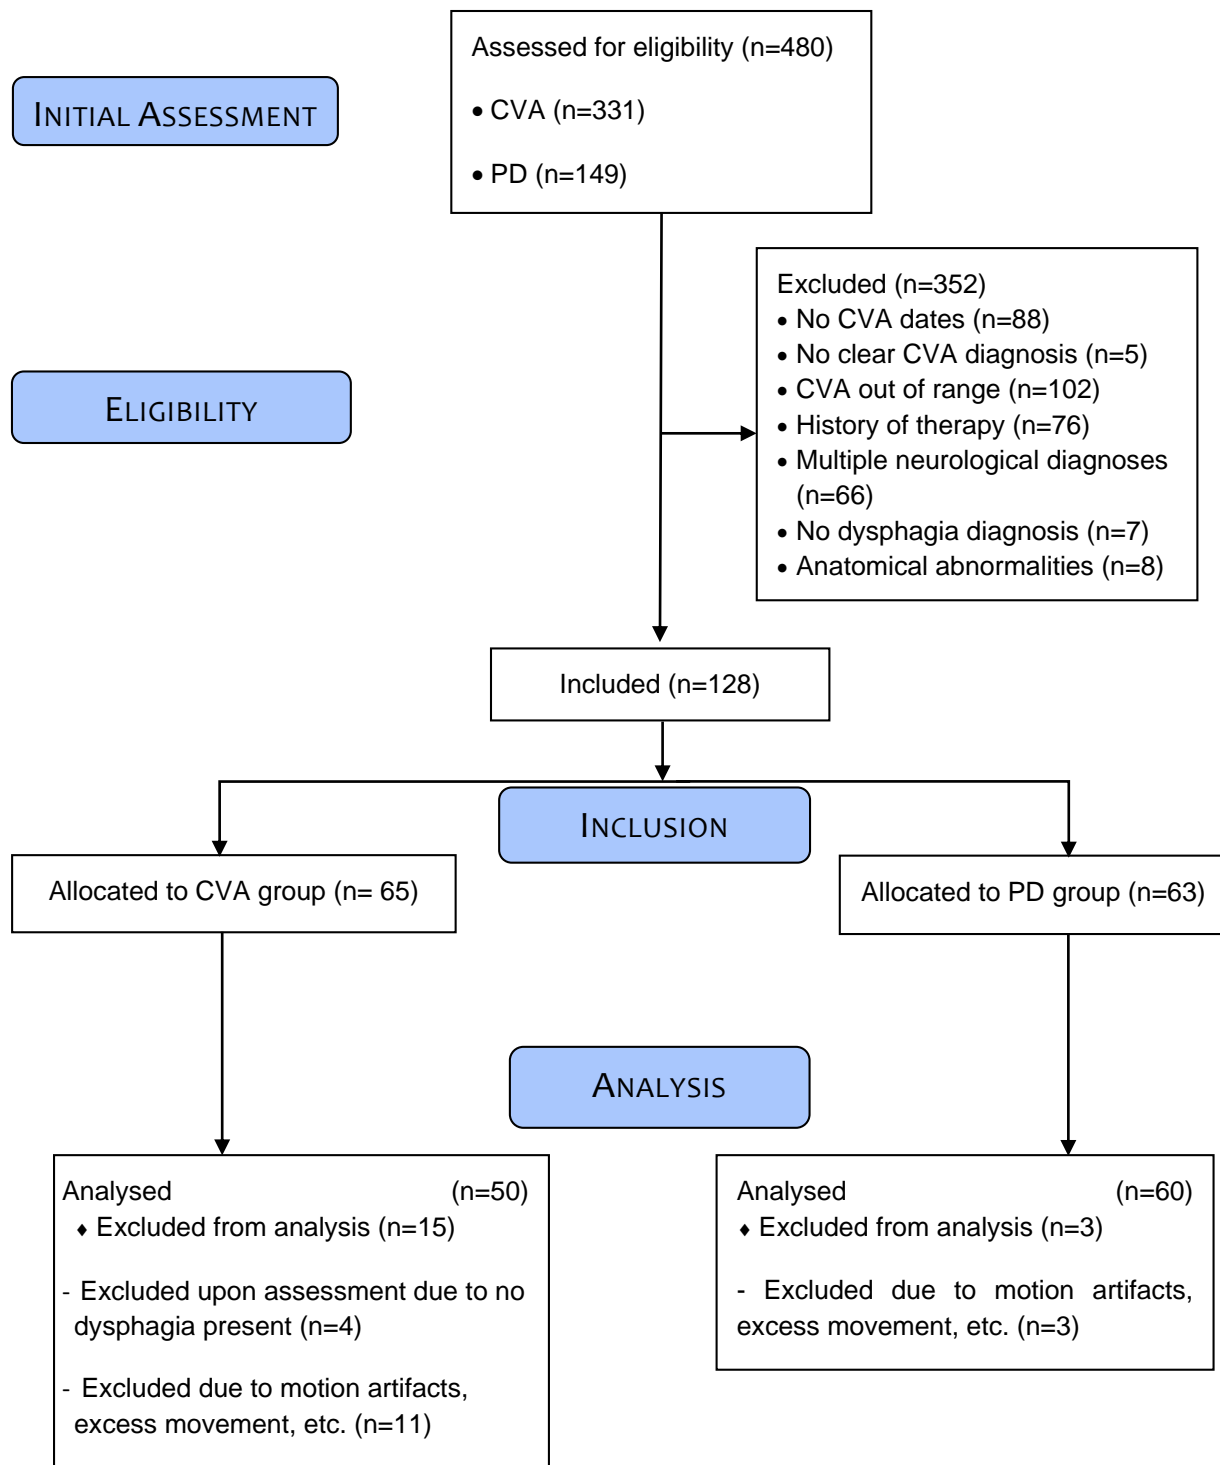 Assessed for eligibility (n=480)
• CVA (n=331)
• PD (n=149)
INITIAL ASSESSMENT
Excluded (n=352)
• No CVA dates (n=88)
• No clear CVA diagnosis (n=5)
• CVA out of range (n=102)
• History of therapy (n=76)
• Multiple neurological diagnoses
(n=66)
• No dysphagia diagnosis (n=7)
• Anatomical abnormalities (n=8)
ELIGIBILITY
Included (n=128)
INCLUSION
Allocated to CVA group (n= 65)
Allocated to PD group (n=63)
ANALYSIS
Analysed (n=50)
♦ Excluded from analysis (n=15)
- Excluded upon assessment due to no
dysphagia present (n=4)
- Excluded due to motion artifacts,
excess movement, etc. (n=11)
Analysed (n=60)
♦ Excluded from analysis (n=3)
- Excluded due to motion artifacts,
excess movement, etc. (n=3)